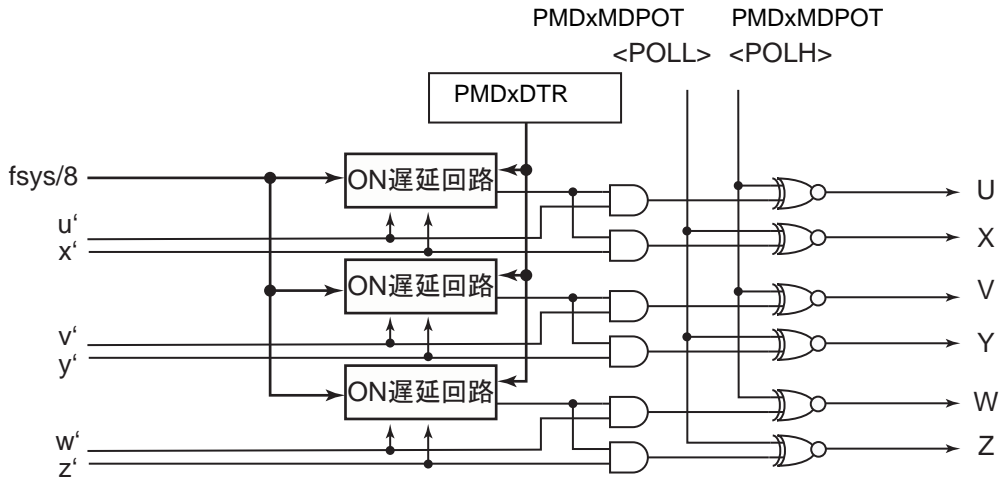 PMDxMDPOT PMDxMDPOT
<POLL> <POLH>
PMDxDTR
fsys/8
ON遅延回路
U
u‘
x‘
X
ON遅延回路
V
v‘
y‘
Y
ON遅延回路
W
w‘
z‘
Z